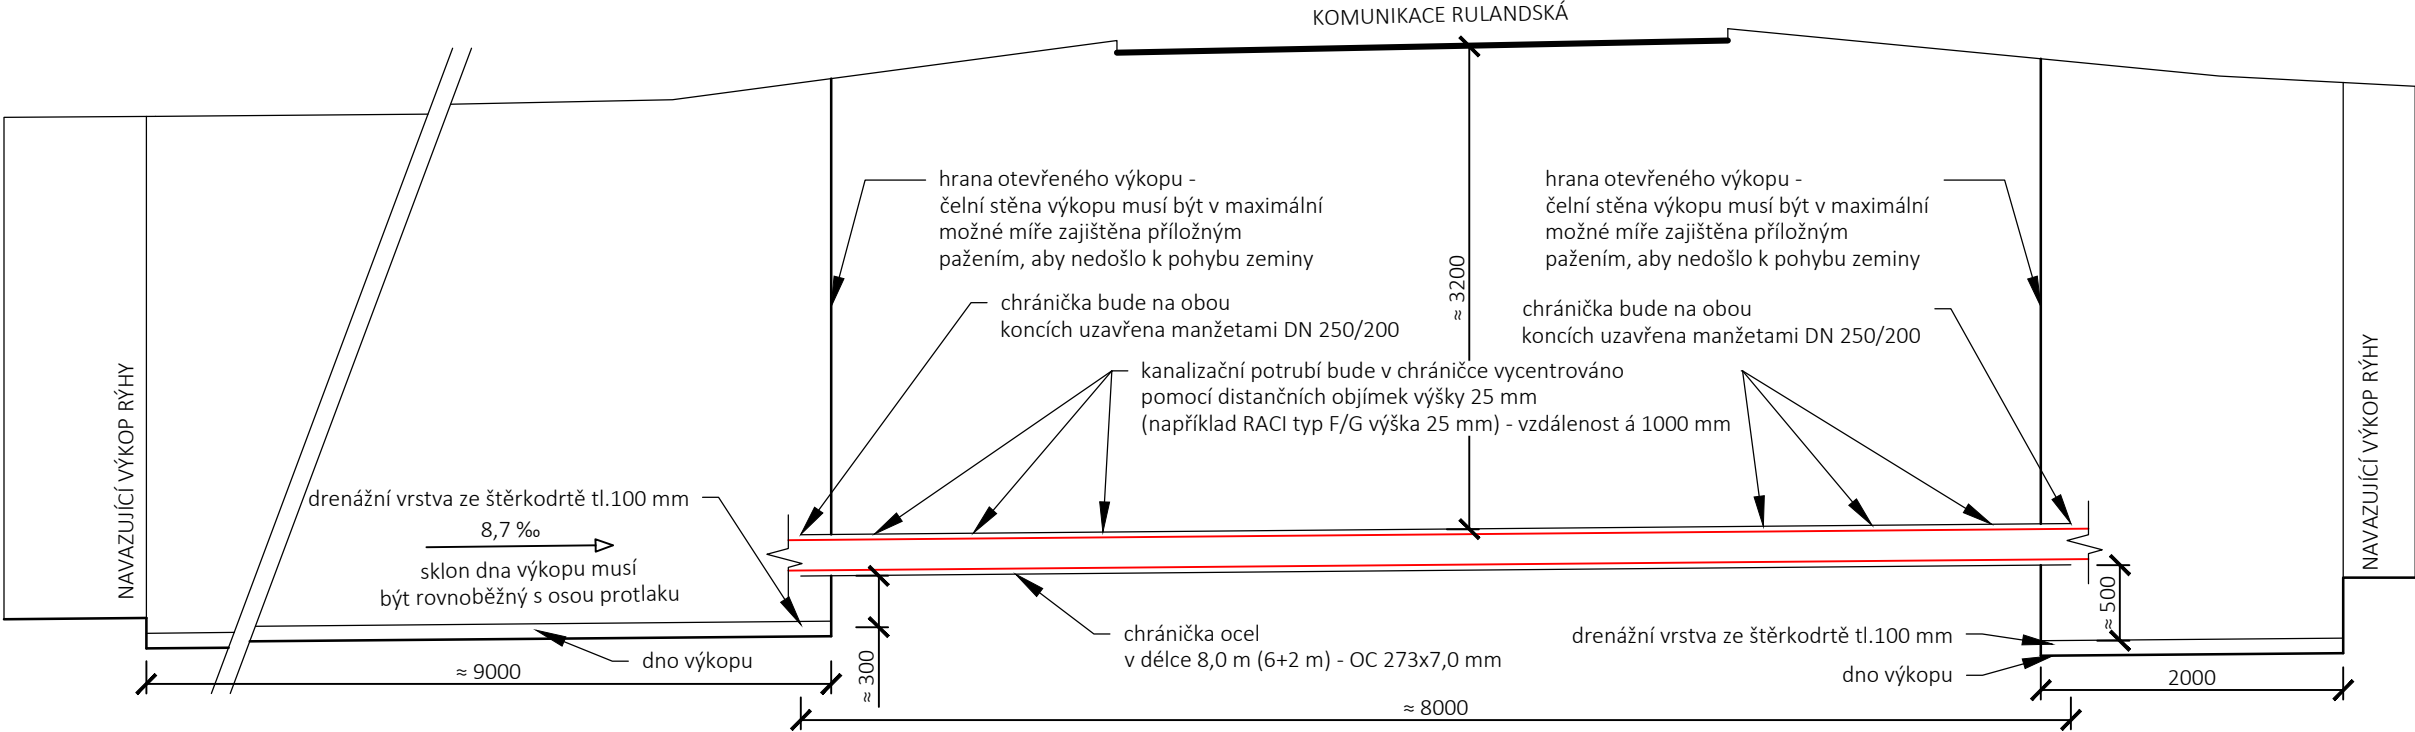 KOMUNIKACE RULANDSKÁ
hrana otevřeného výkopu -
čelní stěna výkopu musí být v maximální
možné míře zajištěna příložným
pažením, aby nedošlo k pohybu zeminy
hrana otevřeného výkopu -
čelní stěna výkopu musí být v maximální
možné míře zajištěna příložným
pažením, aby nedošlo k pohybu zeminy
≈ 3200
chránička bude na obou
koncích uzavřena manžetami DN 250/200
chránička bude na obou
koncích uzavřena manžetami DN 250/200
kanalizační potrubí bude v chráničce vycentrováno
pomocí distančních objímek výšky 25 mm
(například RACI typ F/G výška 25 mm) - vzdálenost á 1000 mm
NAVAZUJÍCÍ VÝKOP RÝHY
NAVAZUJÍCÍ VÝKOP RÝHY
drenážní vrstva ze štěrkodrtě tl.100 mm
8,7 ‰
sklon dna výkopu musí
být rovnoběžný s osou protlaku
dno výkopu
≈ 9000
≈ 300
chránička ocel
v délce 8,0 m (6+2 m) - OC 273x7,0 mm
≈ 500
drenážní vrstva ze štěrkodrtě tl.100 mm
dno výkopu
2000
≈ 8000